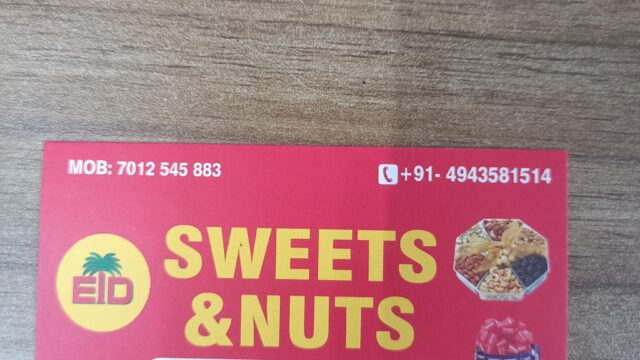 MOB: 7012 545 883
+91- 4943581514
SWEETS
&NUTS
EID